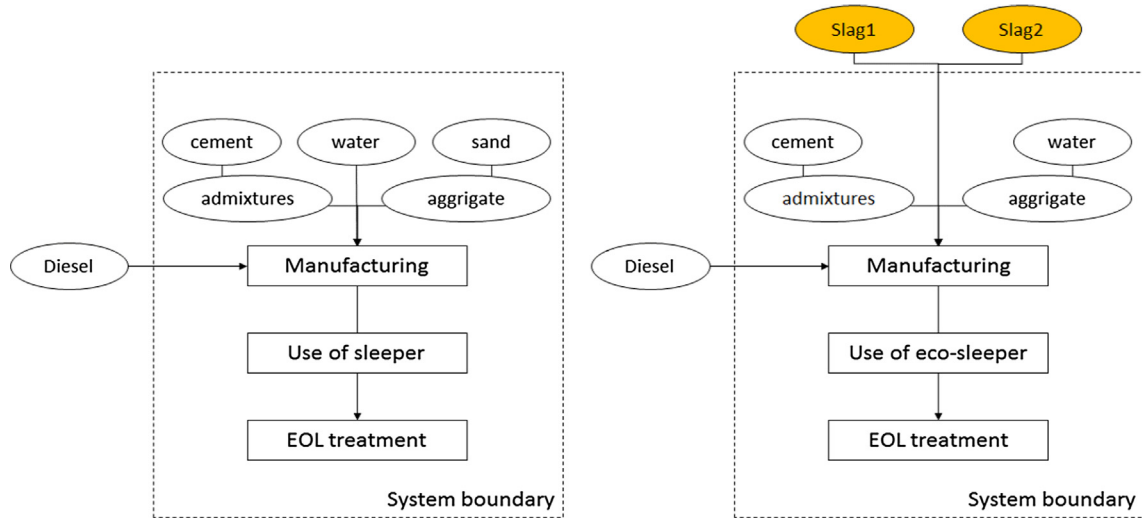 Slag1
Slag2
cement
water
sand
admixtures
aggrigate
Diesel
Manufacturing
Use of sleeper
EOL treatment
System boundary
cement
water
admixtures
aggrigate
Diesel
Manufacturing
Use of eco-sleeper
EOL treatment
System boundary